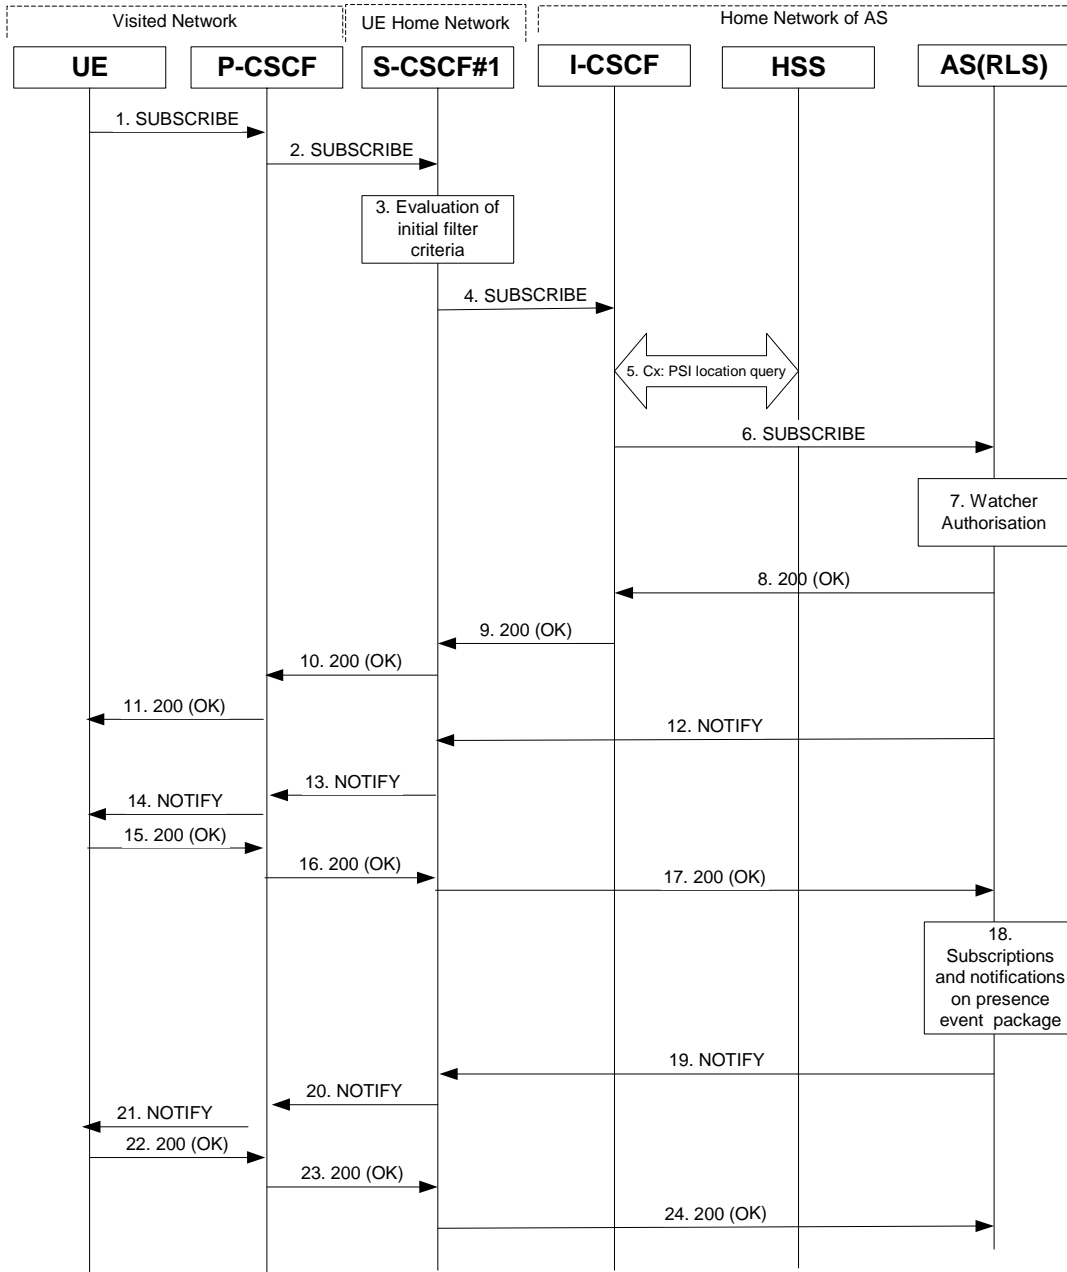 Visited Network
UE Home Network
Home Network of AS
UE
P-CSCF
S-CSCF#1
I-CSCF
HSS
AS(RLS)
1. SUBSCRIBE
2. SUBSCRIBE
3. Evaluation of
initial filter
criteria
4. SUBSCRIBE
5. Cx: PSI location query
6. SUBSCRIBE
7. Watcher
Authorisation
8. 200 (OK)
9. 200 (OK)
10. 200 (OK)
11. 200 (OK)
12. NOTIFY
13. NOTIFY
14. NOTIFY
15. 200 (OK)
16. 200 (OK)
17. 200 (OK)
18.
Subscriptions
and notifications
on presence
event package
19. NOTIFY
20. NOTIFY
21. NOTIFY
22. 200 (OK)
23. 200 (OK)
24. 200 (OK)